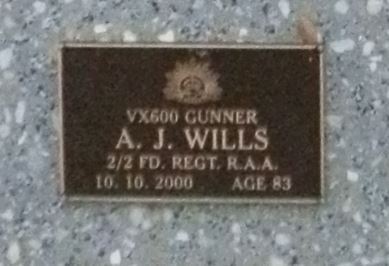 VX600 GUNNER
A. J. WILLS
2/2 FD. REGT. R.A.A.
10. 10. 2000 AGE 83